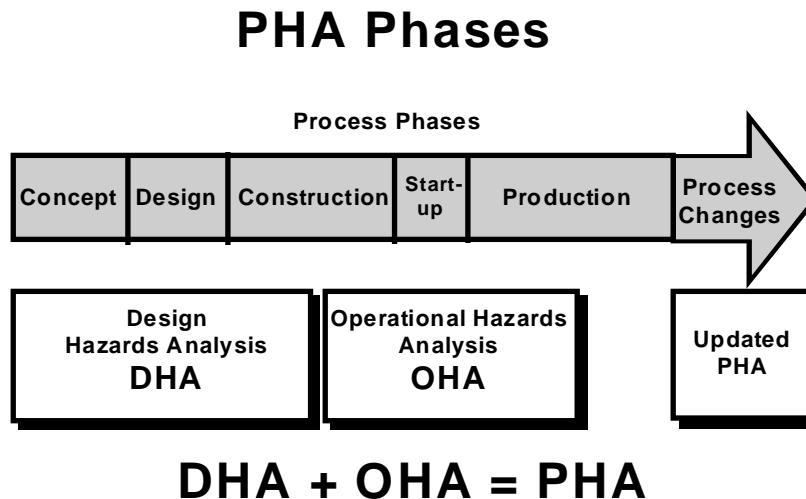 PHA Phases
Process Phases
Concept
Design
Construction
Start-
up
Production
Process
Changes
Design
Hazards Analysis
DHA
Operational Hazards
Analysis
OHA
Updated
PHA
DHA + OHA = PHA